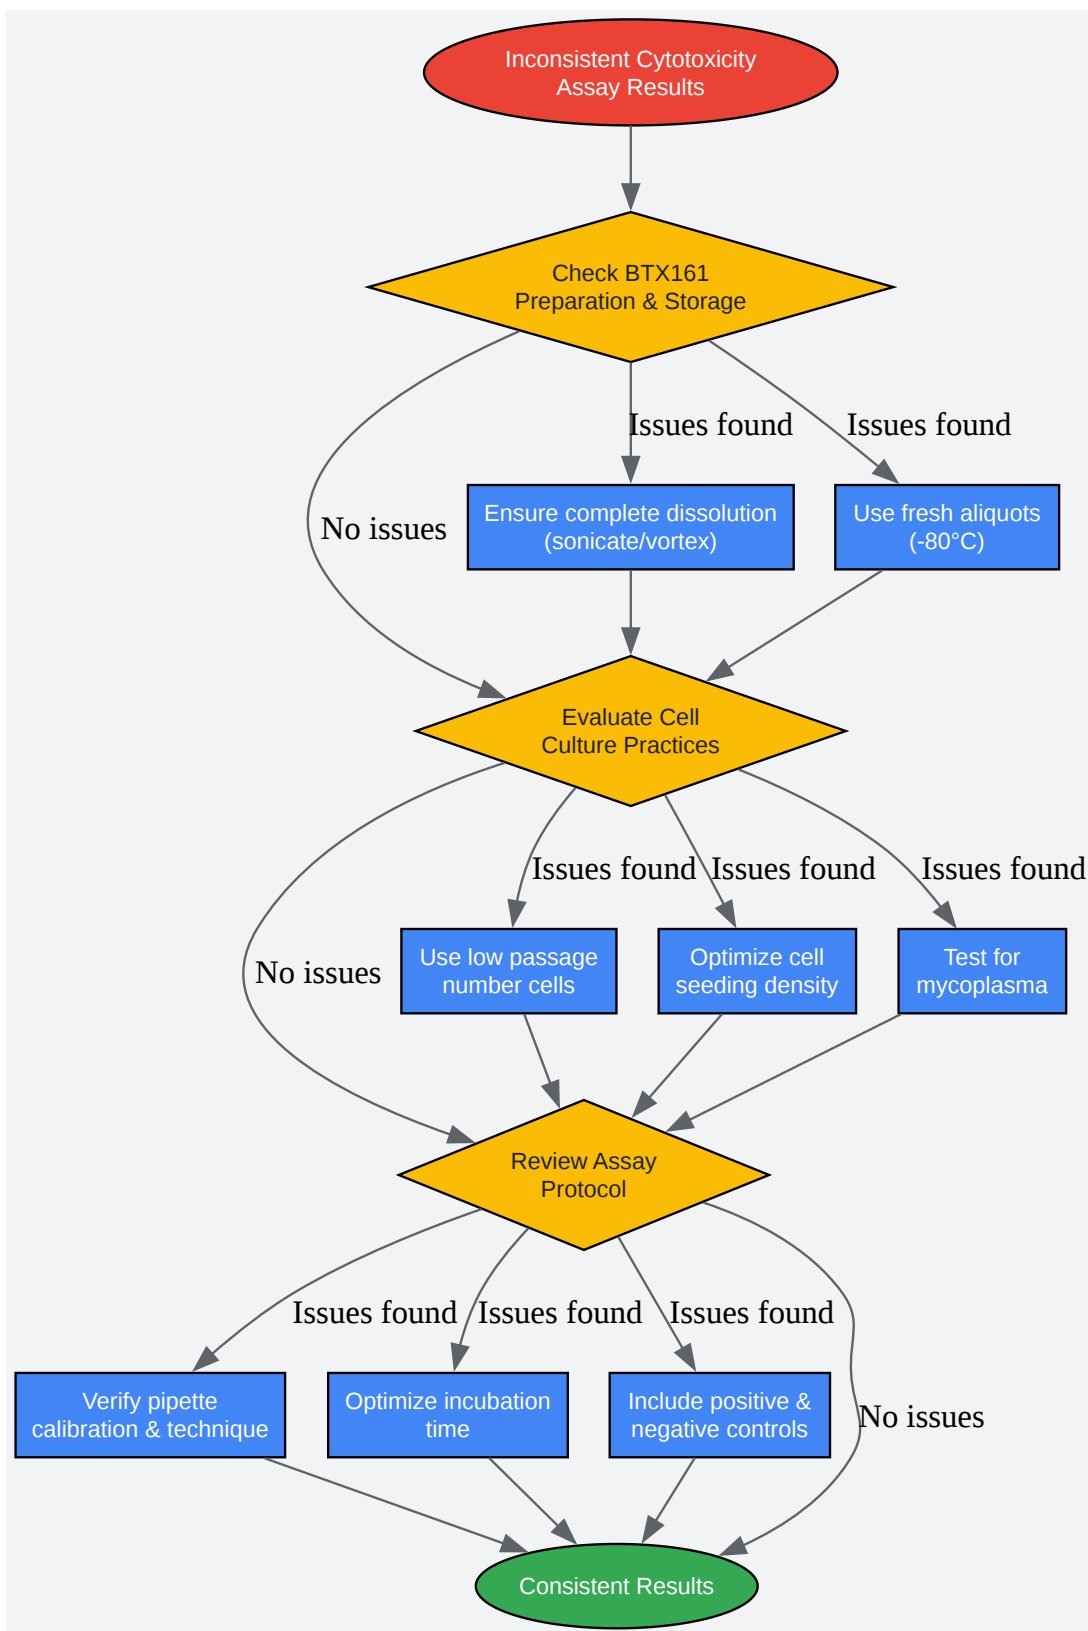 Inconsistent Cytotoxicity
Assay Results
Check BTX161
Preparation & Storage
Issues found
Issues found
No issues
Ensure complete dissolution
(sonicate/vortex)
Use fresh aliquots
(-80°C)
Evaluate Cell
Culture Practices
Issues found
Issues found
Issues found
No issues
Use low passage
number cells
Optimize cell
seeding density
Test for
mycoplasma
Review Assay
Protocol
Issues found
Issues found
Issues found
No issues
Verify pipette
calibration & technique
Optimize incubation
time
Include positive &
negative controls
Consistent Results